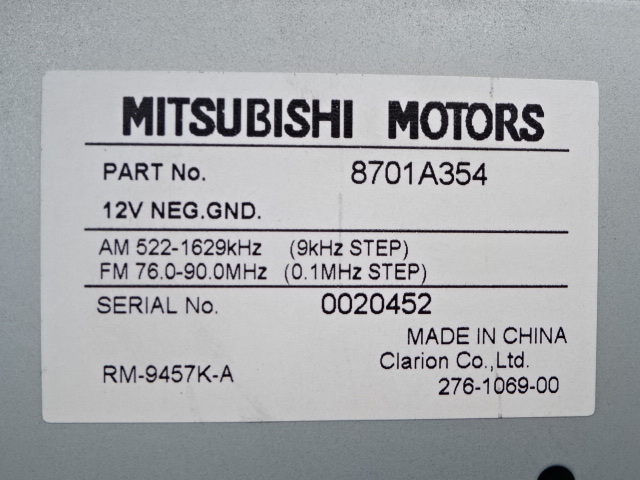 MITSUBISHI MOTORS
PART No. 8701A354
12V NEG.GND.
AM 522-1629kHz (9kHz STEP)
FM 76.0-90.0MHz (0.1MHz STEP)
SERIAL No. 0020452
MADE IN CHINA
Clarion Co.,Ltd.
RM-9457K-A 276-1069-00